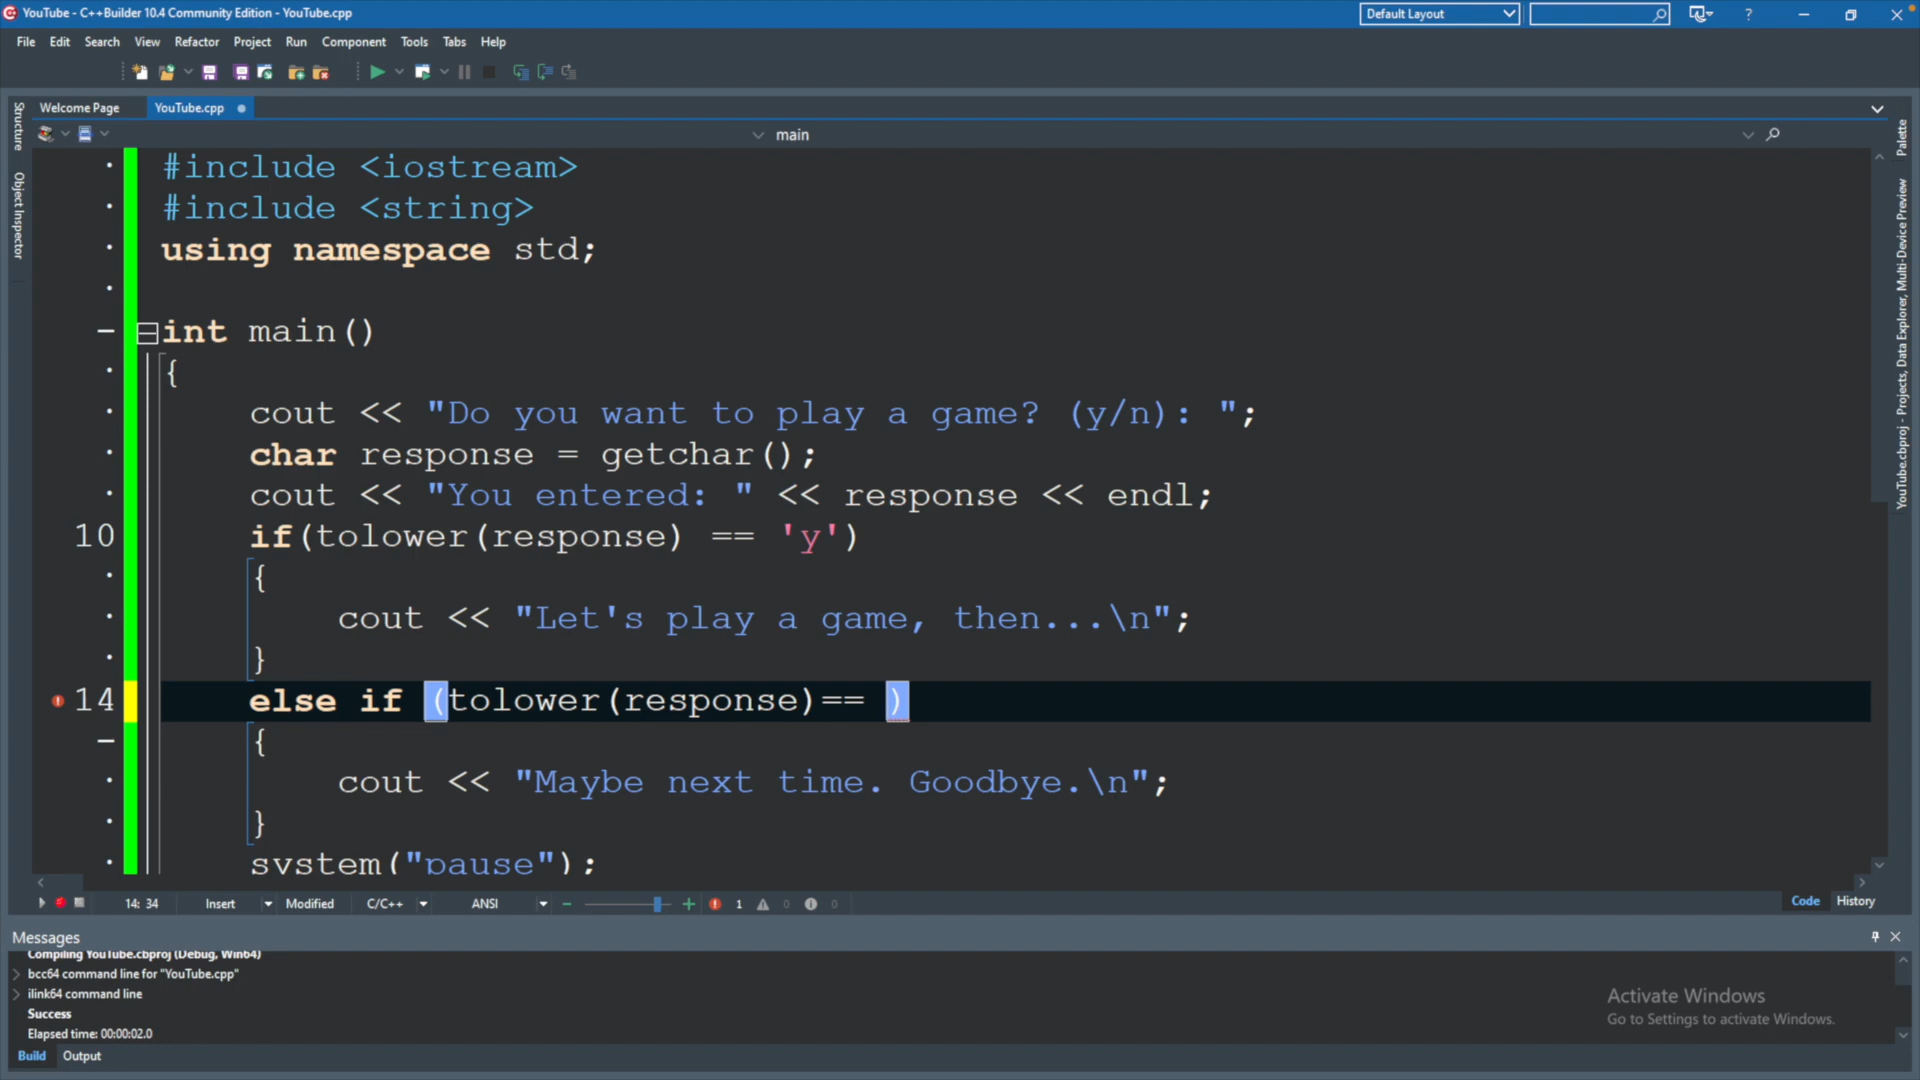 YouTube - C++Builder 10.4 Community Edition - YouTube.cpp
Default Layout
?
File Edit Search View Refactor Project Run Component Tools Tabs Help
Welcome Page YouTube.cpp
main
Structure
Object Inspector
Palette
YouTube.cbproj - Projects, Data Explorer, Multi-Device Preview
#include <iostream>
#include <string>
using namespace std;
int main()
{
cout << "Do you want to play a game? (y/n): ";
char response = getchar();
cout << "You entered: " << response << endl;
10 if(tolower(response) == 'y')
{
cout << "Let's play a game, then...\n";
}
14 else if (tolower(response)== )
{
cout << "Maybe next time. Goodbye.\n";
}
system("pause");
14: 34 Insert Modified C/C++ ANSI 1 0 0
Code History
Messages
Compiling YouTube.cbproj (Debug, Win64)
bcc64 command line for "YouTube.cpp"
ilink64 command line
Success
Elapsed time: 00:00:02.0
Build Output
Activate Windows
Go to Settings to activate Windows.